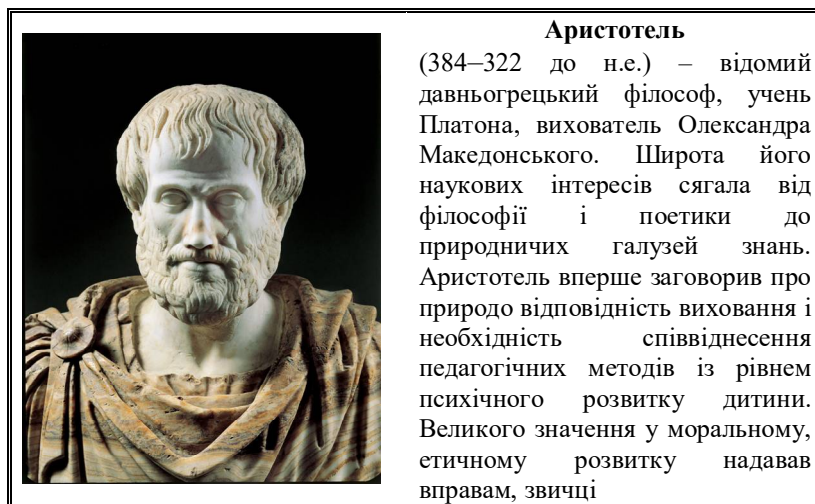 Аристотель
(384–322 до н.е.) – відомий
давньогрецький філософ, учень
Платона, вихователь Олександра
Македонського. Широта його
наукових інтересів сягала від
філософії і поетики до
природничих галузей знань.
Аристотель вперше заговорив про
природо відповідність виховання і
необхідність співвіднесення
педагогічних методів із рівнем
психічного розвитку дитини.
Великого значення у моральному,
етичному розвитку надавав
вправам, звичці